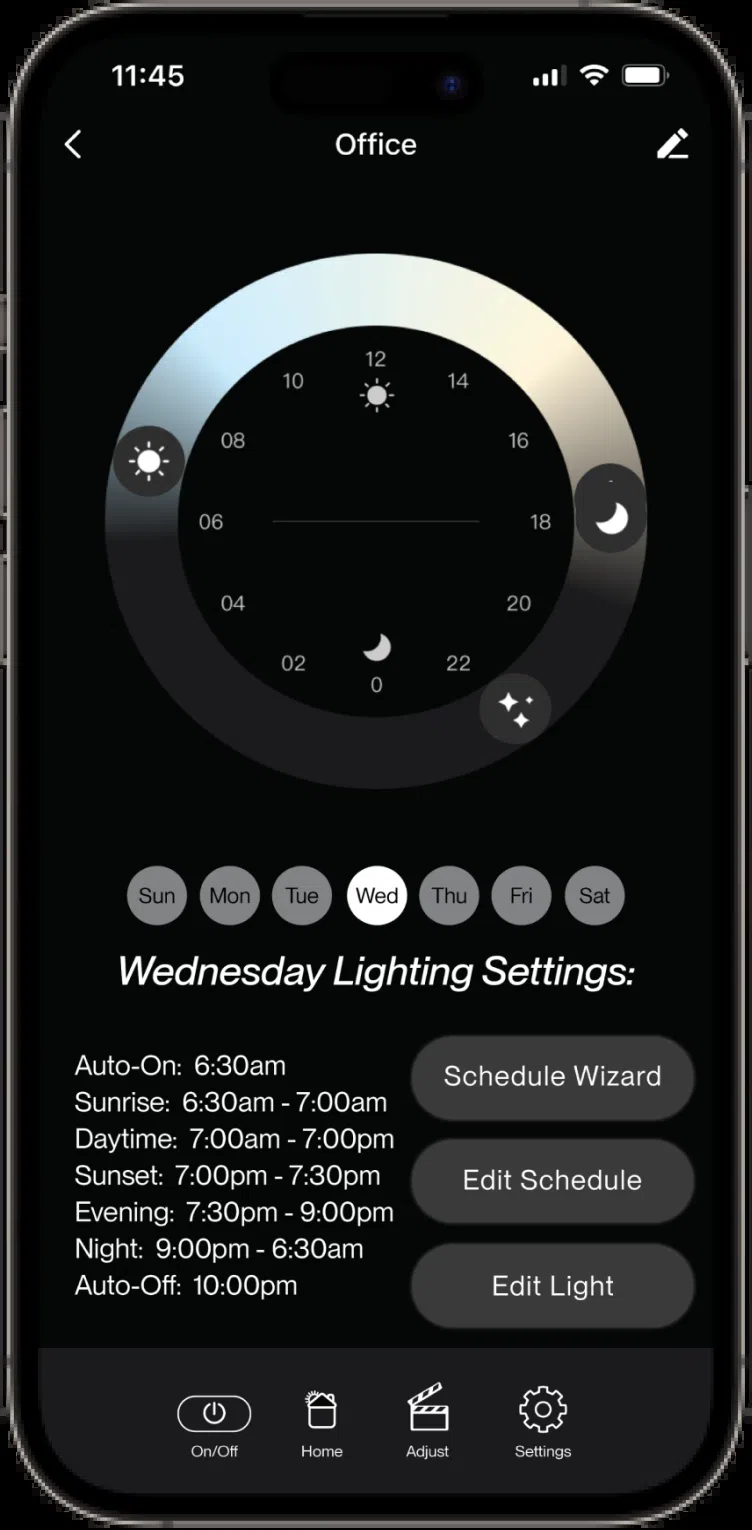 11:45
Office
12
10
14
08
16
06
18
04
20
02
22
0
Sun Mon Tue Wed Thu Fri Sat
Wednesday Lighting Settings:
Auto-On: 6:30am
Sunrise: 6:30am - 7:00am
Daytime: 7:00am - 7:00pm
Sunset: 7:00pm - 7:30pm
Evening: 7:30pm - 9:00pm
Night: 9:00pm - 6:30am
Auto-Off: 10:00pm
Schedule Wizard
Edit Schedule
Edit Light
On/Off Home Adjust Settings